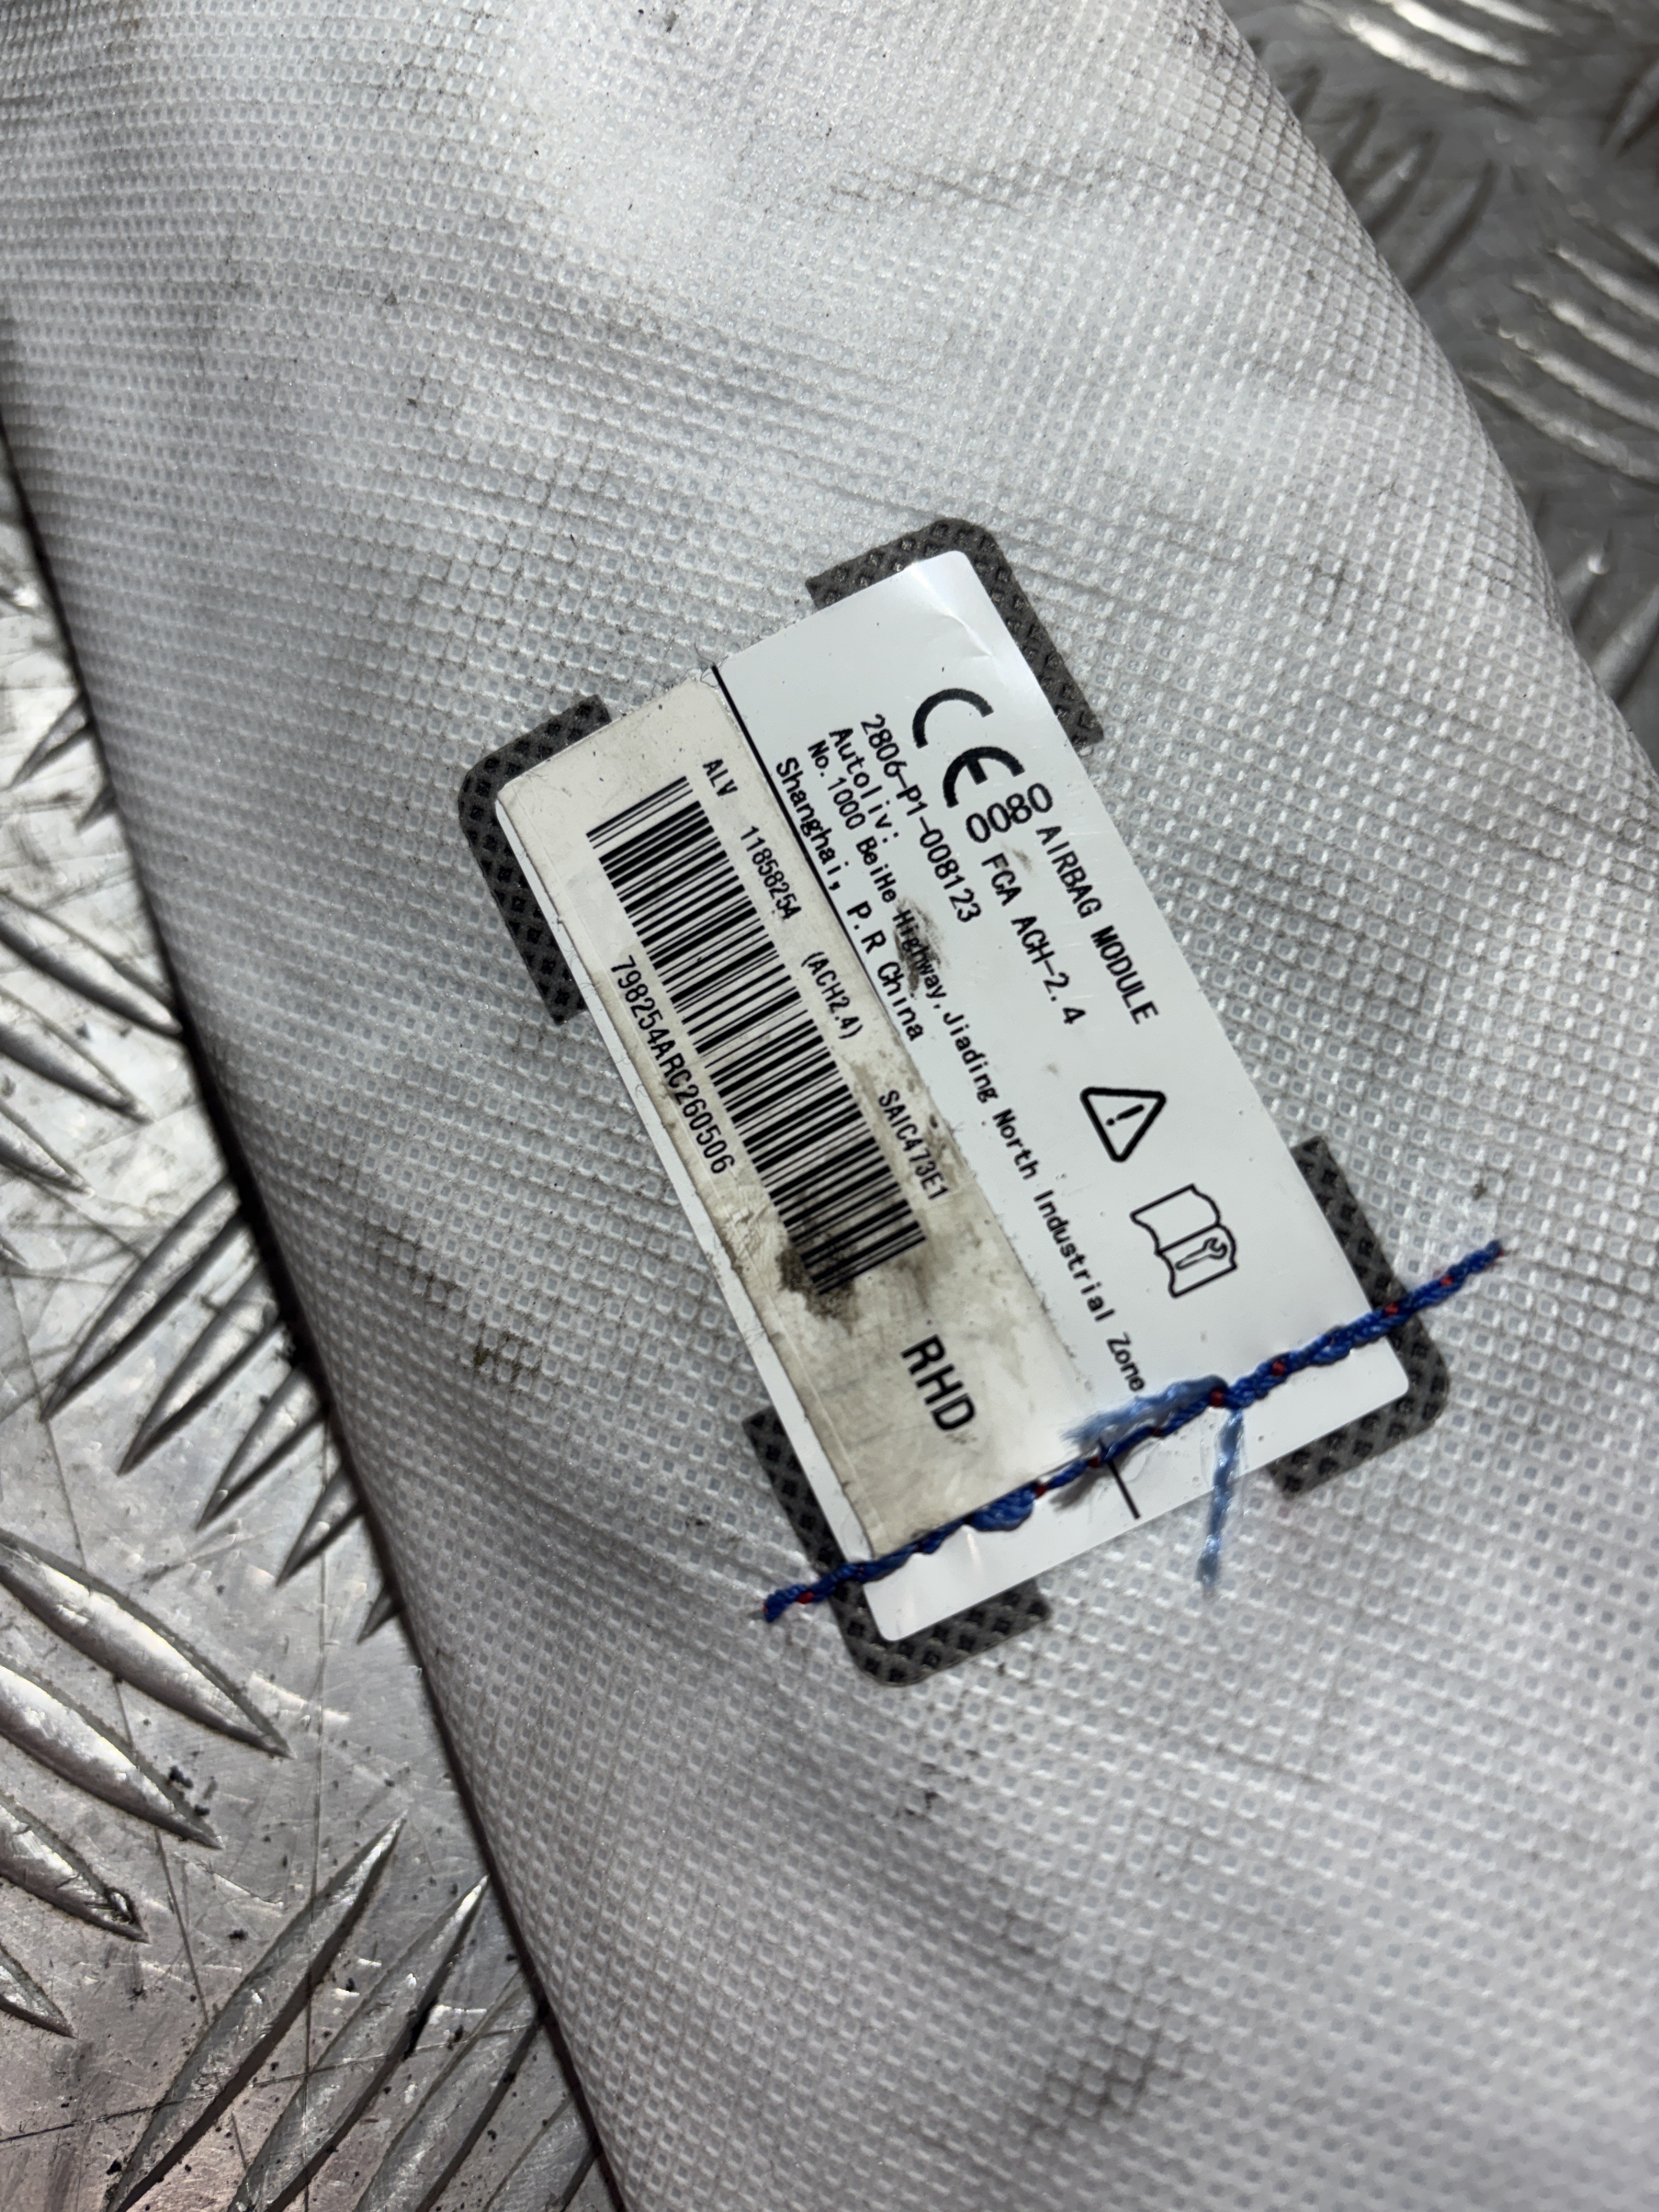 CE 0080 AIRBAG MODULE
FCA ACH-2.4
2806-P1-008123
Autoliv:
No.1000 BeiHe Highway,Jiading North Industrial Zone
Shanghai, P.R China
ALV 11858254 (ACH2.4) SAIC473E1
798254ARC260506
RHD